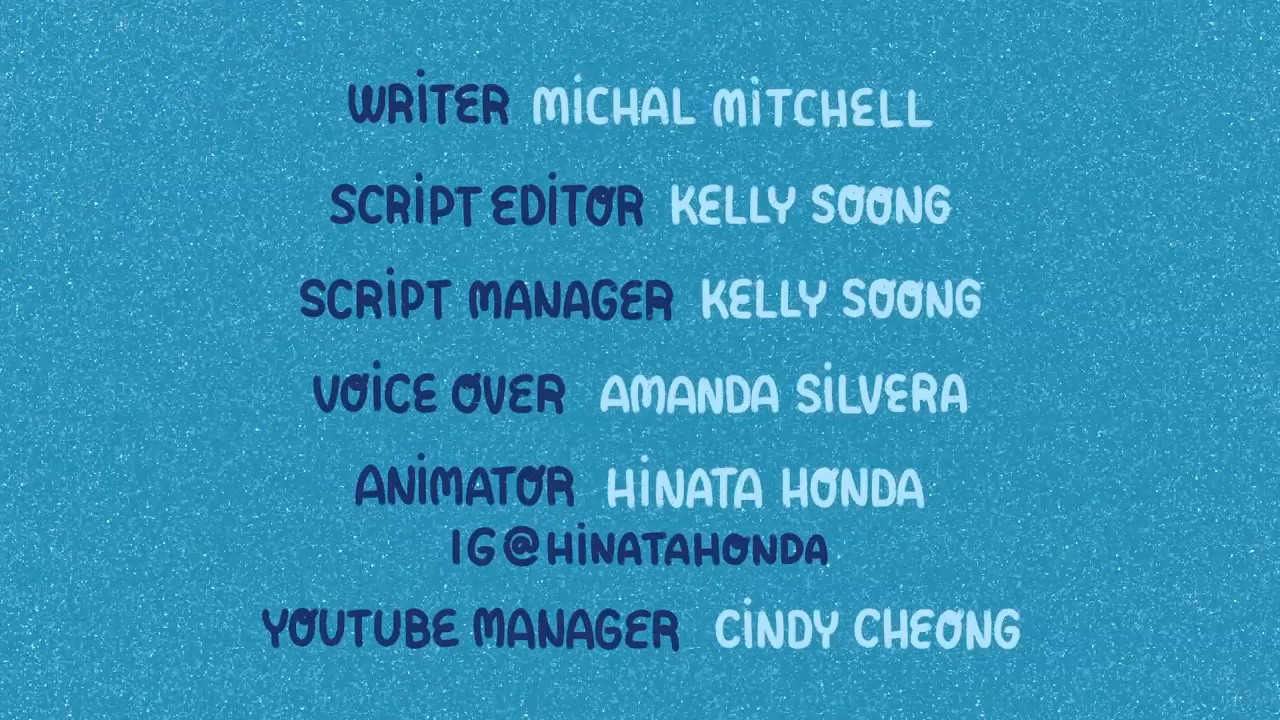 WRITER MICHAL MITCHELL
SCRIPT EDITOR KELLY SOONG
SCRIPT MANAGER KELLY SOONG
VOICE OVER AMANDA SILVERA
ANIMATOR HINATA HONDA
IG@HINATAHONDA
YOUTUBE MANAGER CINDY CHEONG